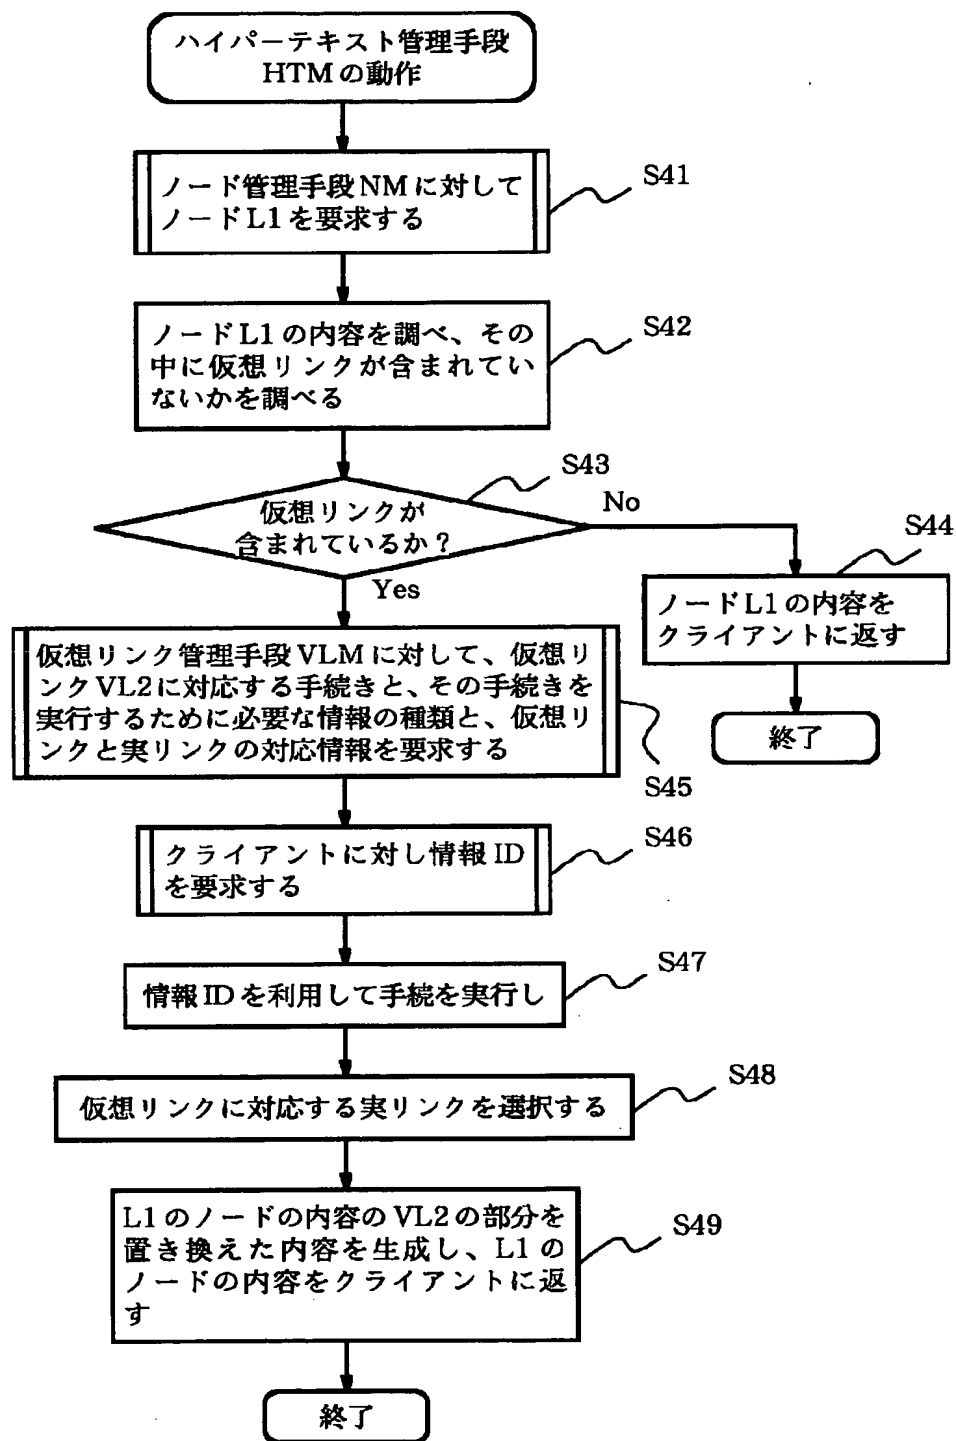 ハイパーテキスト管理手段
HTMの動作
ノード管理手段NMに対して
ノードL1を要求する
S41
ノードL1の内容を調べ、その
中に仮想リンクが含まれてい
ないかを調べる
S42
S43
仮想リンクが
含まれているか?
No
Yes
S44
ノードL1の内容を
クライアントに返す
終了
仮想リンク管理手段VLMに対して、仮想リ
ンクVL2に対応する手続きと、その手続きを
実行するために必要な情報の種類と、仮想リ
ンクと実リンクの対応情報を要求する
S45
クライアントに対し情報ID
を要求する
S46
情報IDを利用して手続を実行し
S47
仮想リンクに対応する実リンクを選択する
S48
L1のノードの内容のVL2の部分を
置き換えた内容を生成し、L1の
ノードの内容をクライアントに返
す
S49
終了